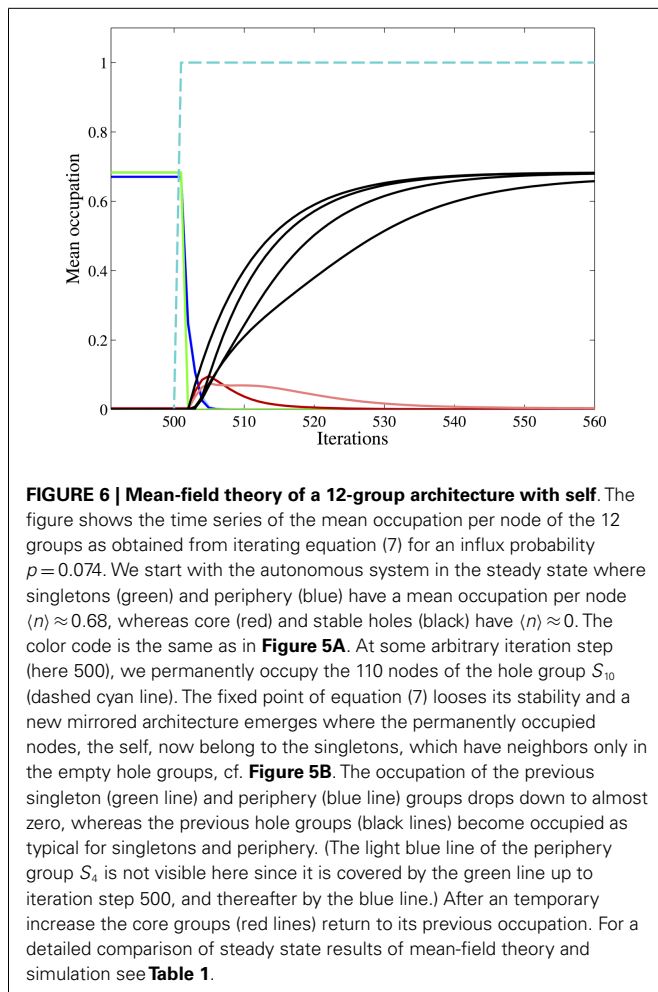 1
0.8
0.6
0.4
0.2
0
Mean occupation
500
510
520
530
540
550
560
Iterations
FIGURE 6 | Mean-field theory of a 12-group architecture with self. The
figure shows the time series of the mean occupation per node of the 12
groups as obtained from iterating equation (7) for an influx probability
p = 0.074. We start with the autonomous system in the steady state where
singletons (green) and periphery (blue) have a mean occupation per node
⟨n⟩ ≈ 0.68, whereas core (red) and stable holes (black) have ⟨n⟩ ≈ 0. The
color code is the same as in Figure 5A. At some arbitrary iteration step
(here 500), we permanently occupy the 110 nodes of the hole group S10
(dashed cyan line). The fixed point of equation (7) looses its stability and a
new mirrored architecture emerges where the permanently occupied
nodes, the self, now belong to the singletons, which have neighbors only in
the empty hole groups, cf. Figure 5B. The occupation of the previous
singleton (green line) and periphery (blue line) groups drops down to almost
zero, whereas the previous hole groups (black lines) become occupied as
typical for singletons and periphery. (The light blue line of the periphery
group S4 is not visible here since it is covered by the green line up to
iteration step 500, and thereafter by the blue line.) After an temporary
increase the core groups (red lines) return to its previous occupation. For a
detailed comparison of steady state results of mean-field theory and
simulation see Table 1.